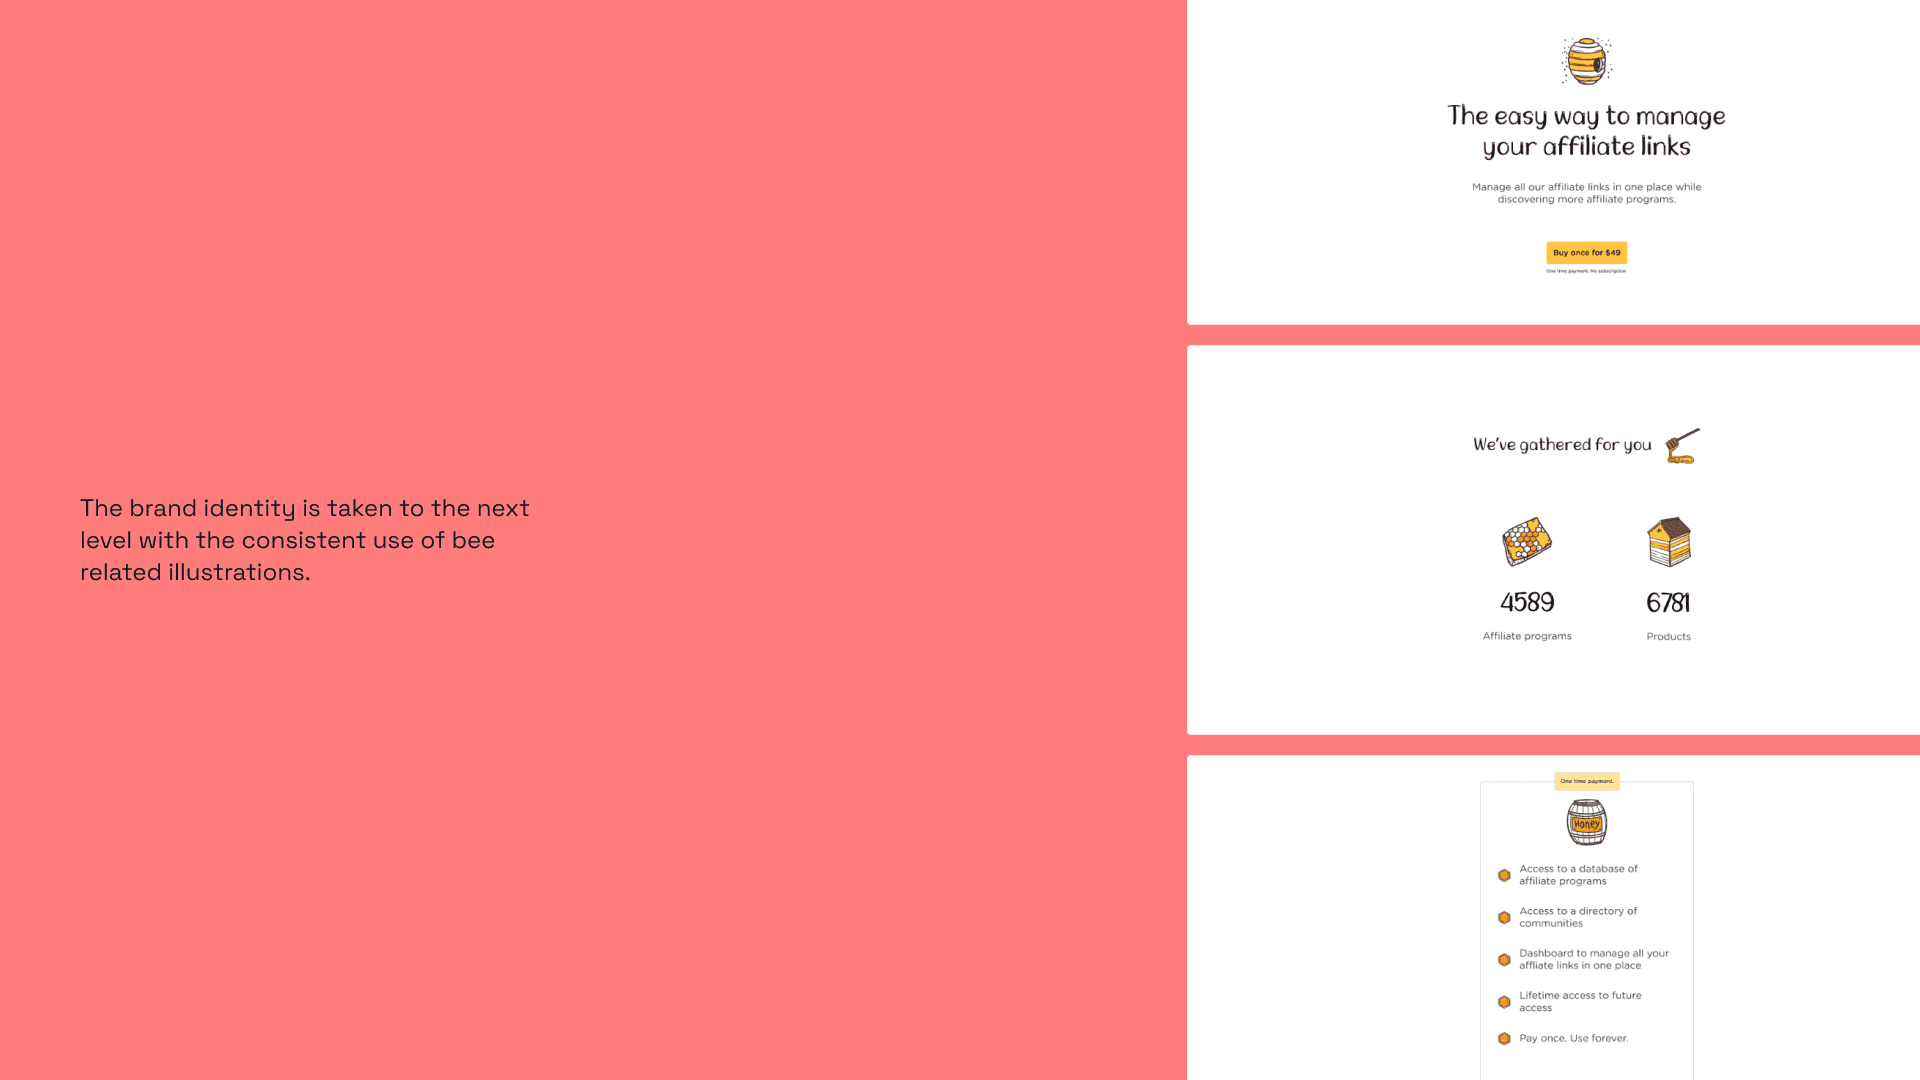 The brand identity is taken to the next
level with the consistent use of bee
related illustrations.
The easy way to manage
your affiliate links
Manage all our affiliate links in one place while
discovering more affiliate programs.
Buy once for $49
One time payment. No subscription
We've gathered for you
4589
Affiliate programs
6781
Products
One time payment.
Honey
Access to a database of
affiliate programs
Access to a directory of
communities
Dashboard to manage all your
affliate links in one place
Lifetime access to future
access
Pay once. Use forever.